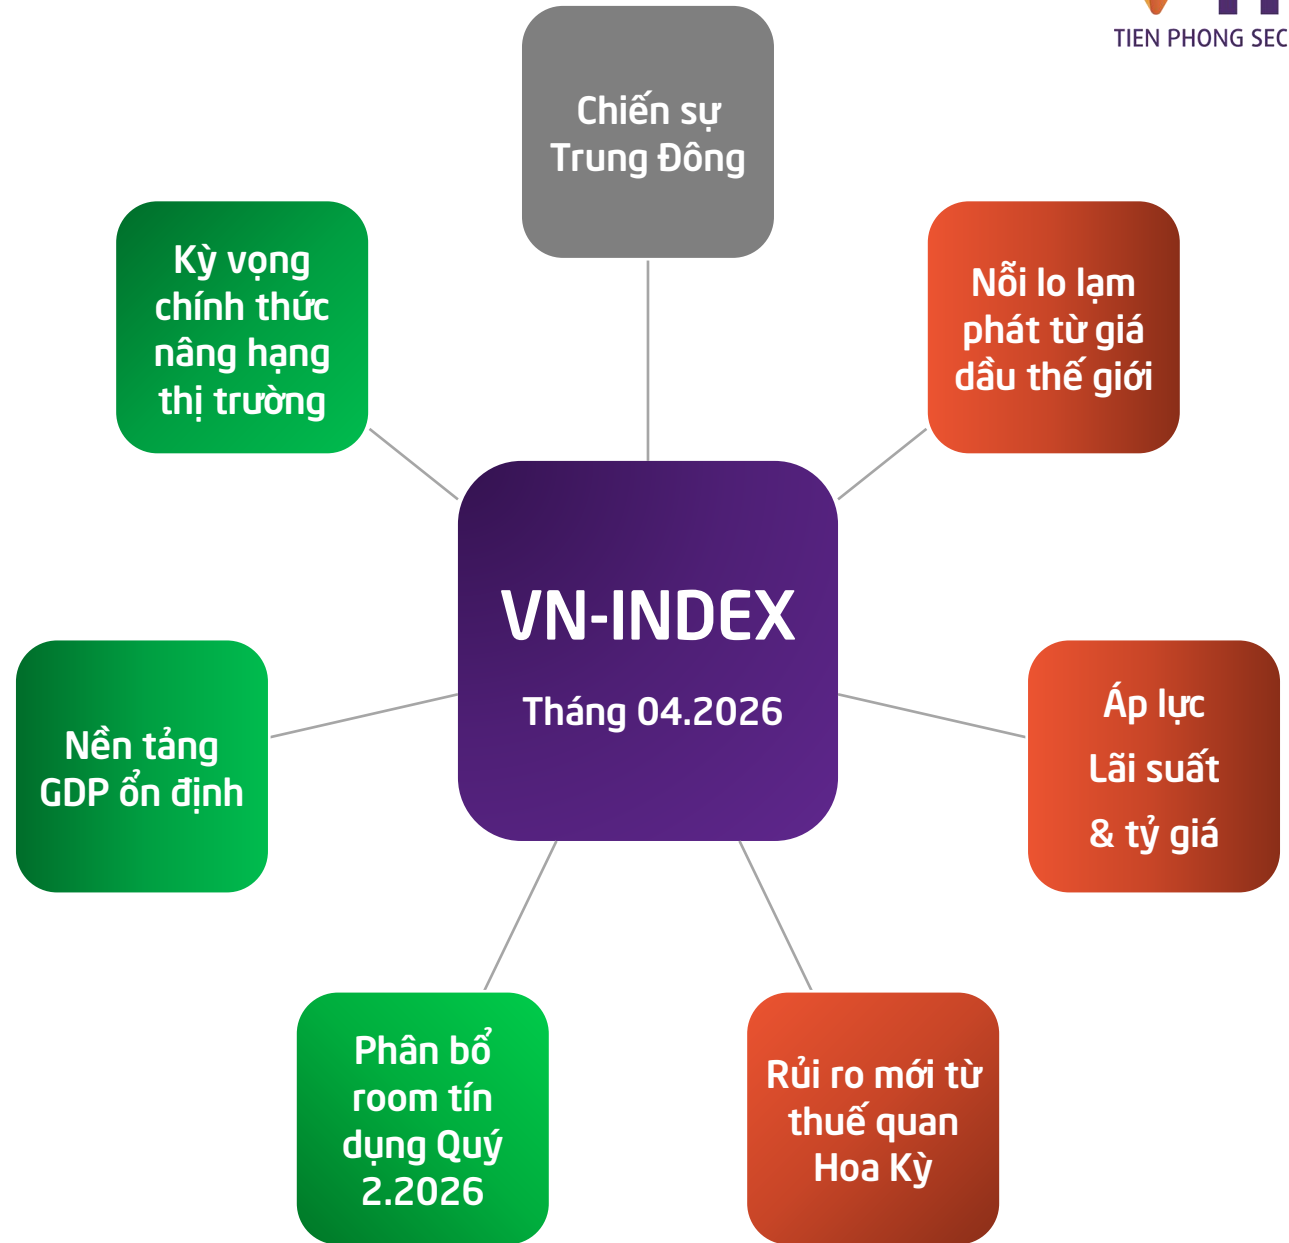 TIEN PHONG SEC
Chiến sự
Trung Đông
Kỳ vọng
chính thức
nâng hạng
thị trường
Nỗi lo lạm
phát từ giá
dầu thế giới
VN-INDEX
Tháng 04.2026
Nền tảng
GDP ổn định
Áp lực
Lãi suất
& tỷ giá
Phân bổ
room tín
dụng Quý
2.2026
Rủi ro mới từ
thuế quan
Hoa Kỳ